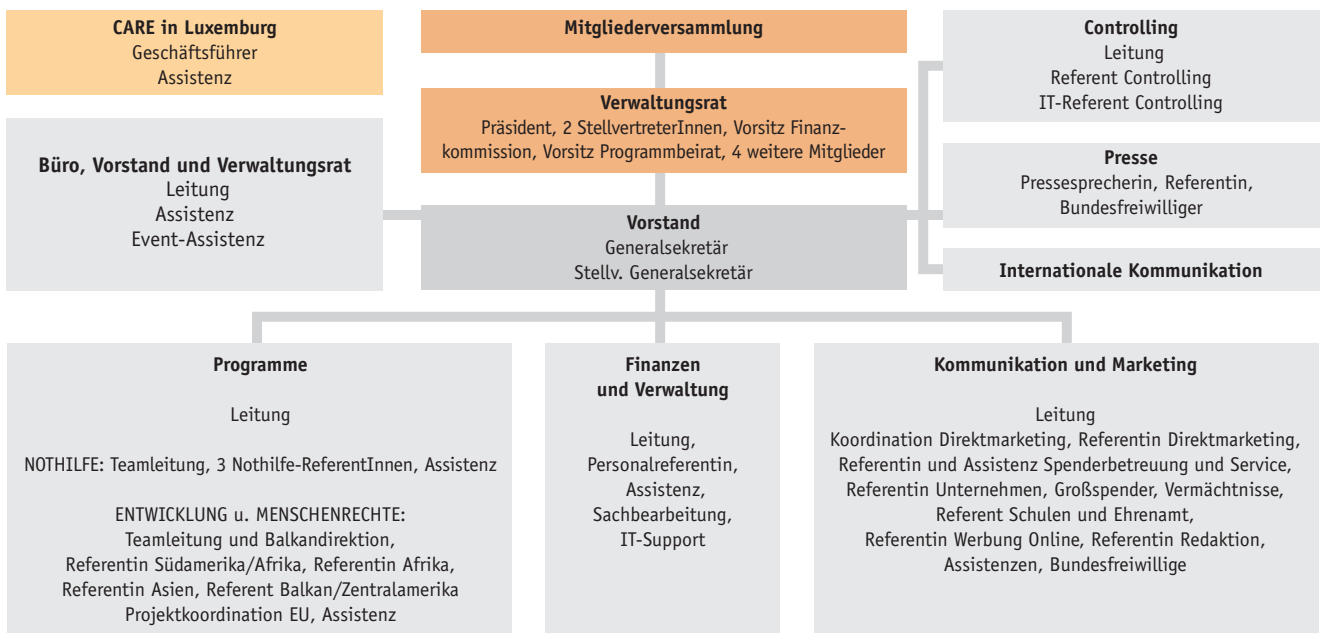 CARE in Luxemburg
Geschäftsführer
Assistenz
Mitgliederversammlung
Controlling
Leitung
Referent Controlling
IT-Referent Controlling
Verwaltungsrat
Präsident, 2 StellvertreterInnen, Vorsitz Finanz-
kommission, Vorsitz Programmbeirat, 4 weitere Mitglieder
Büro, Vorstand und Verwaltungsrat
Leitung
Assistenz
Event-Assistenz
Presse
Pressesprecherin, Referentin,
Bundesfreiwilliger
Vorstand
Generalsekretär
Stellv. Generalsekretär
Internationale Kommunikation
Programme
Leitung
NOTHILFE: Teamleitung, 3 Nothilfe-ReferentInnen, Assistenz
ENTWICKLUNG u. MENSCHENRECHTE:
Teamleitung und Balkandirektion,
Referentin Südamerika/Afrika, Referentin Afrika,
Referentin Asien, Referent Balkan/Zentralamerika
Projektkoordination EU, Assistenz
Finanzen
und Verwaltung
Leitung,
Personalreferentin,
Assistenz,
Sachbearbeitung,
IT-Support
Kommunikation und Marketing
Leitung
Koordination Direktmarketing, Referentin Direktmarketing,
Referentin und Assistenz Spenderbetreuung und Service,
Referentin Unternehmen, Großspender, Vermächtnisse,
Referent Schulen und Ehrenamt,
Referentin Werbung Online, Referentin Redaktion,
Assistenzen, Bundesfreiwillige